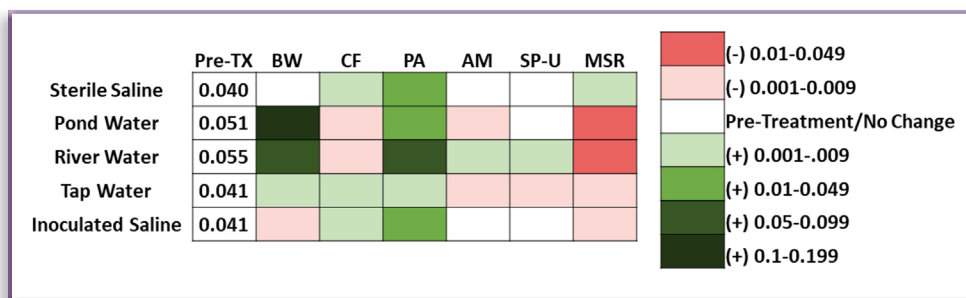 Pre-TX BW CF PA AM SP-U MSR
Sterile Saline 0.040
Pond Water 0.051
River Water 0.055
Tap Water 0.041
Inoculated Saline 0.041
(-) 0.01-0.049
(-) 0.001-0.009
Pre-Treatment/No Change
(+) 0.001-.009
(+) 0.01-0.049
(+) 0.05-0.099
(+) 0.1-0.199